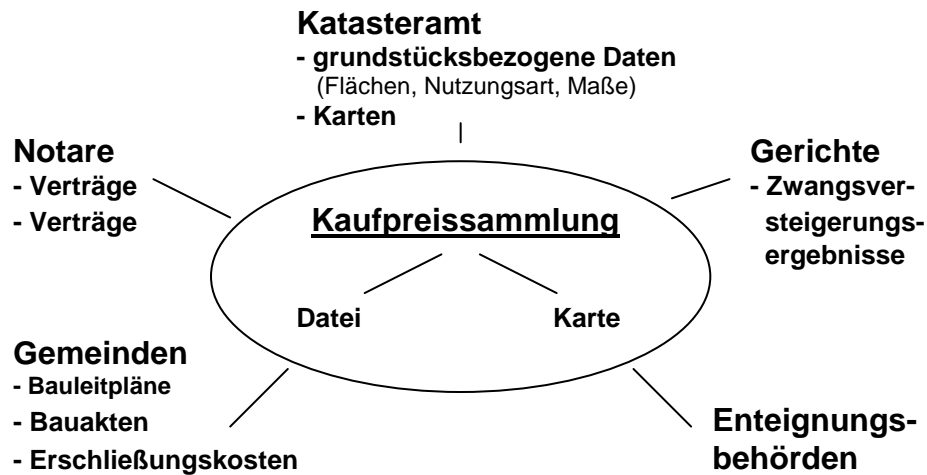 Katasteramt
- grundstücksbezogene Daten
(Flächen, Nutzungsart, Maße)
- Karten
Notare
- Verträge
- Verträge
Gerichte
- Zwangsver-
steigerungs-
ergebnisse
Kaufpreissammlung
Datei
Karte
Gemeinden
- Bauleitpläne
- Bauakten
- Erschließungskosten
Enteignungs-
behörden